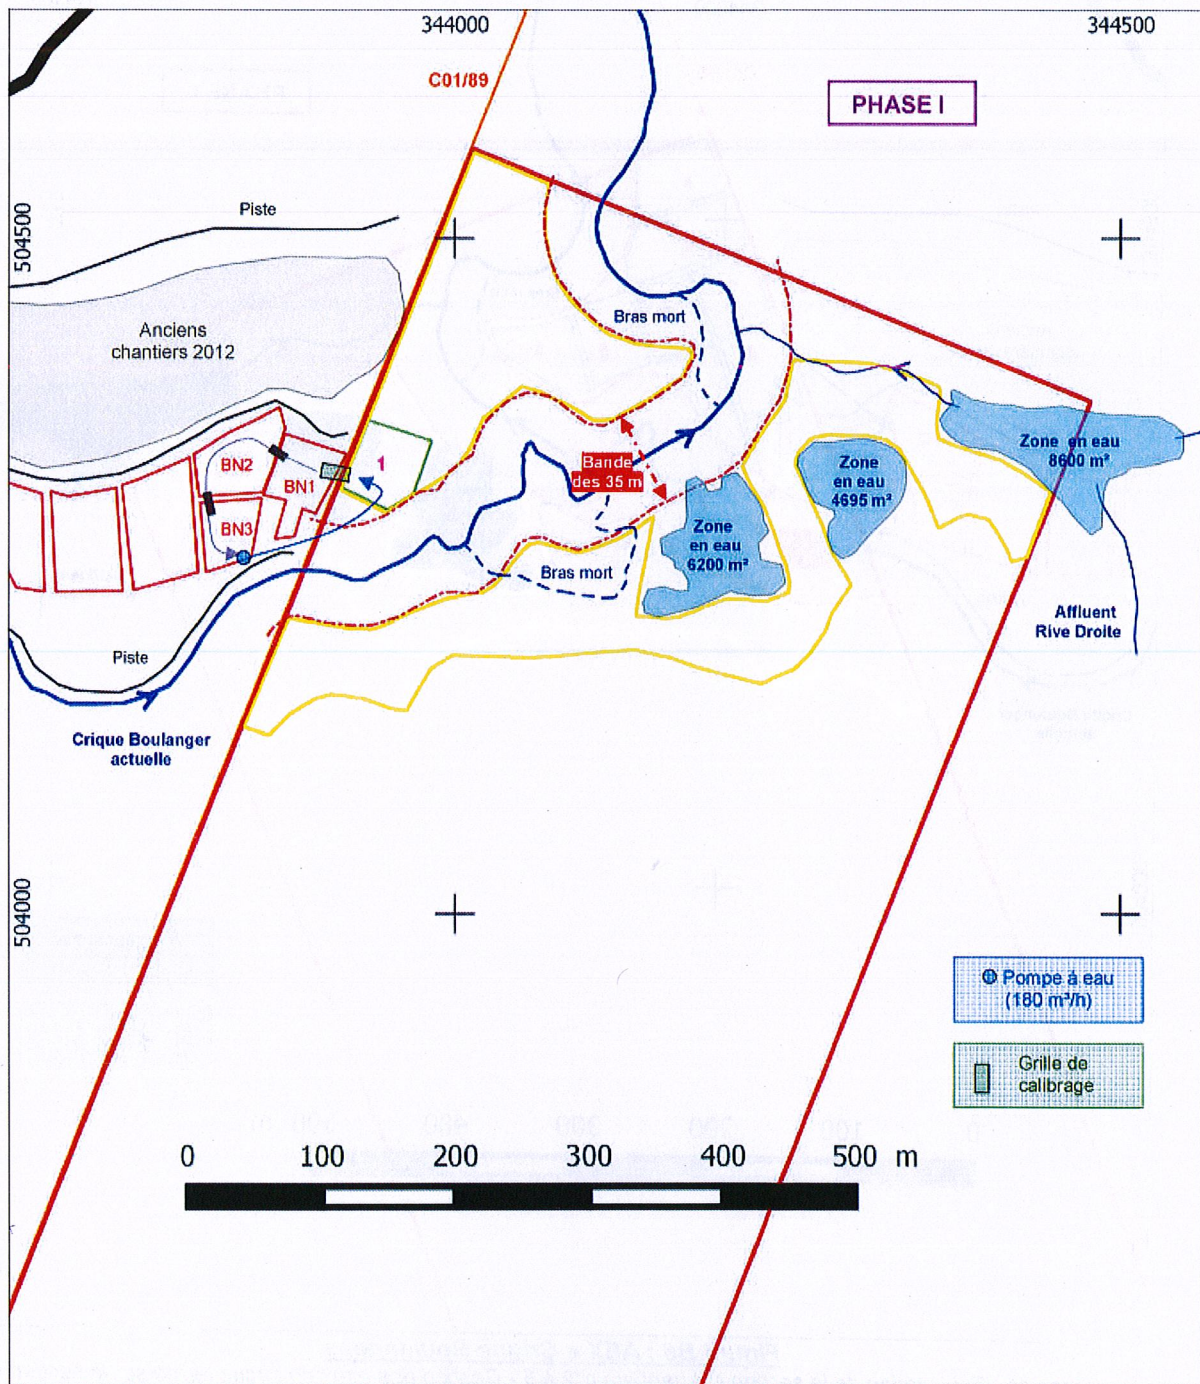 344000
344500
C01/89
PHASE I
Piste
504500
Anciens
chantiers 2012
Bras mort
BN2
BN1
1
BN3
Bande
des 35 m
Zone
en eau
4695 m²
Zone en eau
8600 m²
Zone
en eau
6200 m²
Bras mort
Affluent
Rive Droite
Piste
Crique Boulanger
actuelle
504000
Pompe à eau
(180 m³/h)
Grille de
calibrage
0 100 200 300 400 500 m